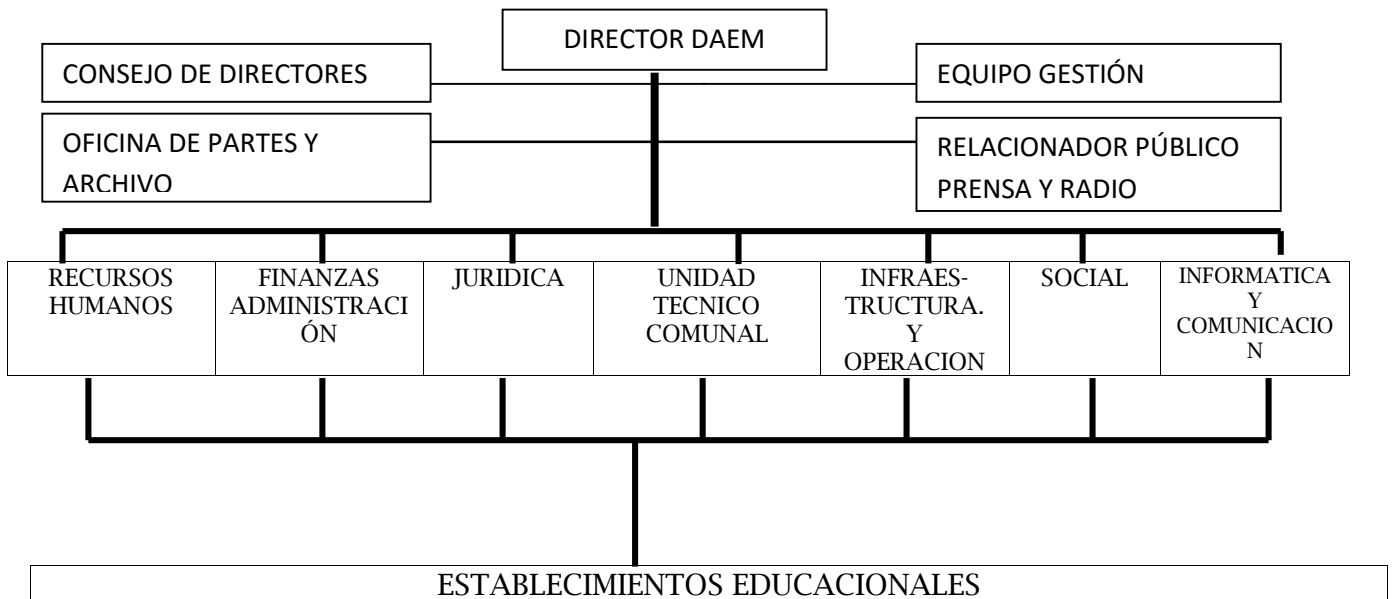 DIRECTOR DAEM
CONSEJO DE DIRECTORES
EQUIPO GESTIÓN
OFICINA DE PARTES Y
ARCHIVO
RELACIONADOR PÚBLICO
PRENSA Y RADIO
RECURSOS
HUMANOS
FINANZAS
ADMINISTRACI
ÓN
JURIDICA
UNIDAD
TECNICO
COMUNAL
INFRAES-
TRUCTURA.
Y
OPERACION
SOCIAL
INFORMATICA
Y
COMUNICACIO
N
ESTABLECIMIENTOS EDUCACIONALES